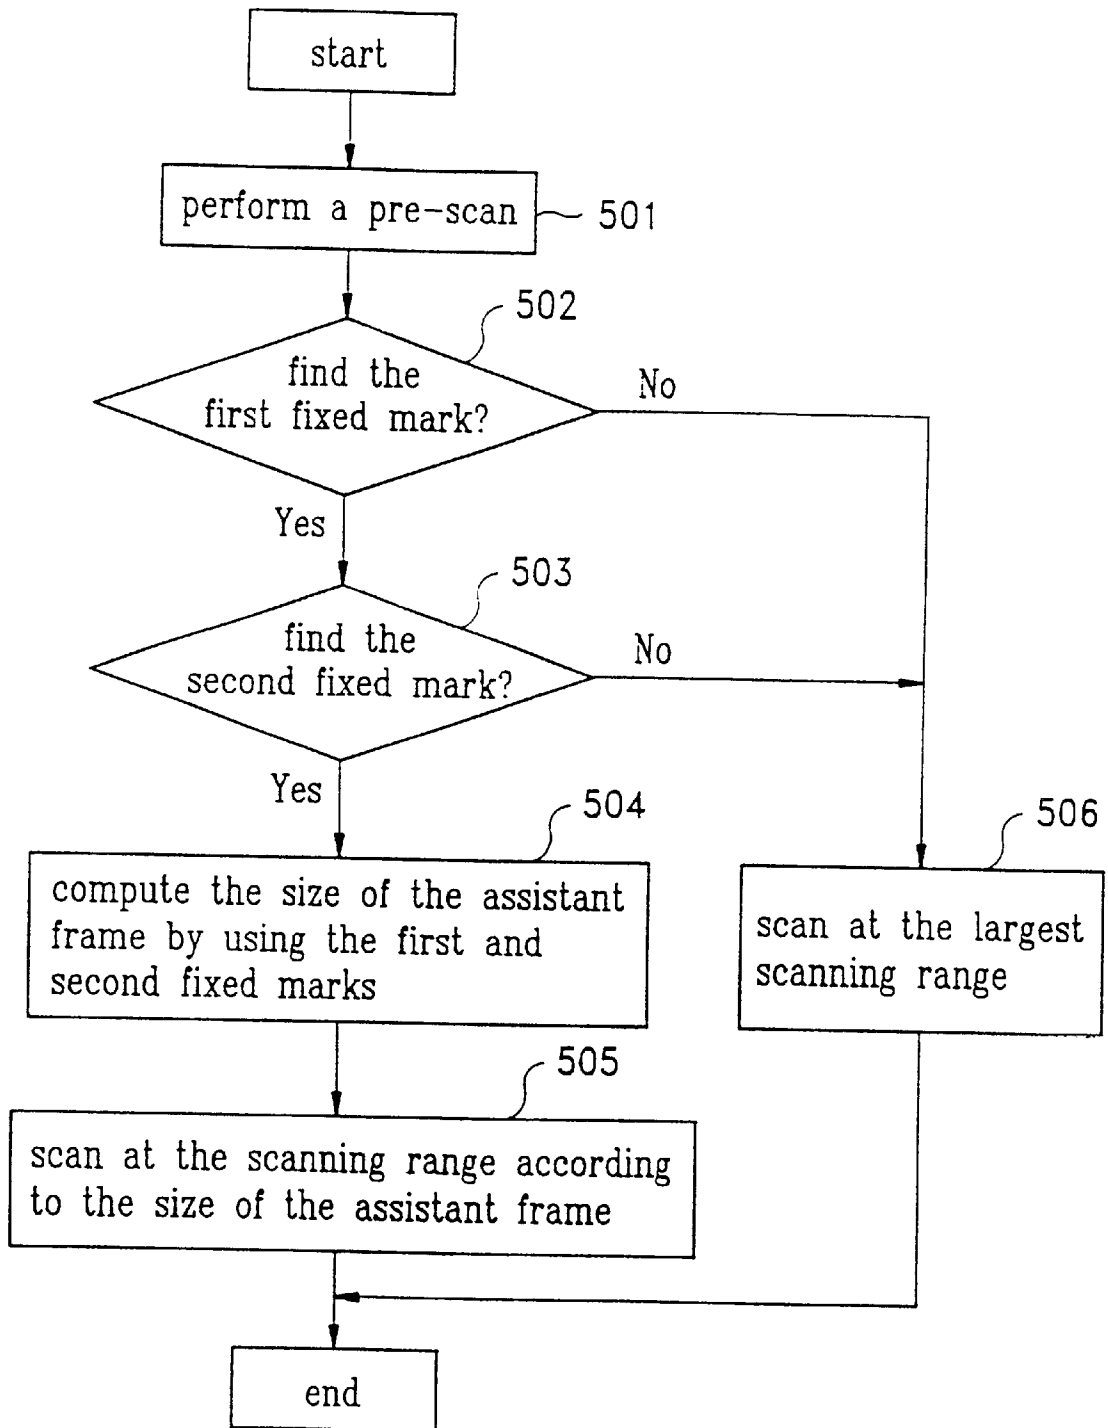 start
perform a pre-scan
501
502
find the
first fixed mark?
No
Yes
503
find the
second fixed mark?
No
Yes
504
compute the size of the assistant
frame by using the first and
second fixed marks
506
scan at the largest
scanning range
505
scan at the scanning range according
to the size of the assistant frame
end